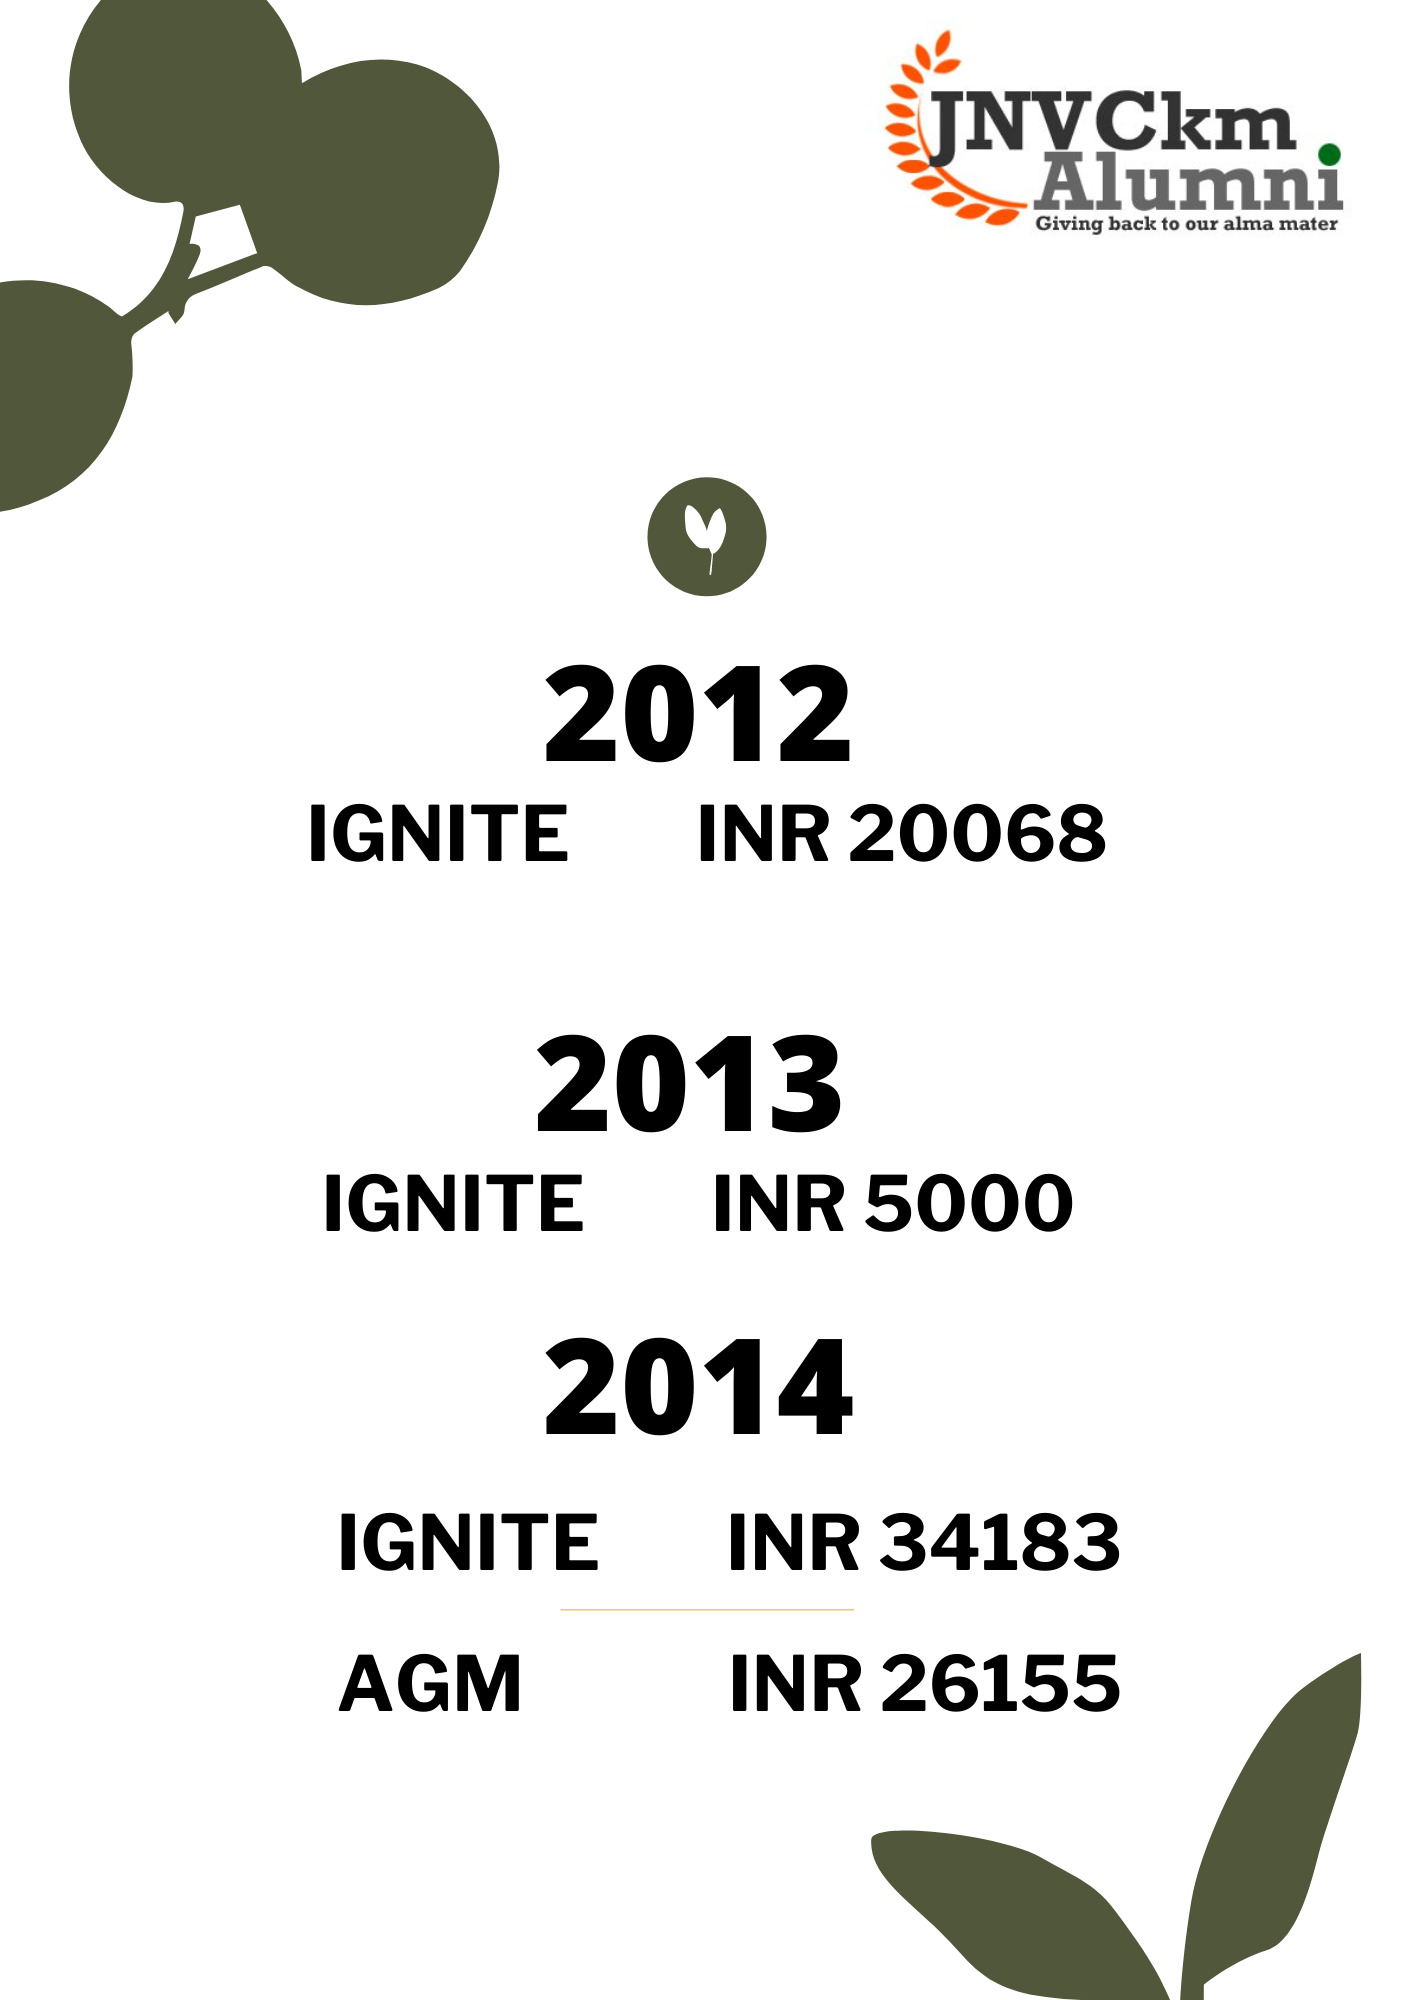 JNVCkm
Alumni
Giving back to our alma mater
2012
IGNITE INR 20068
2013
IGNITE INR 5000
2014
IGNITE INR 34183
AGM INR 26155